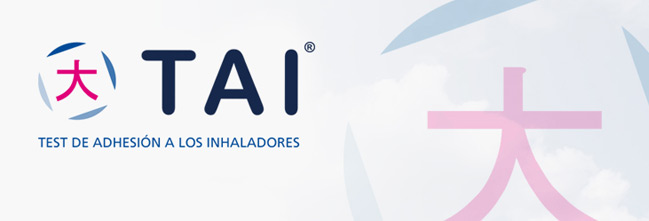 大 TAI®
TEST DE ADHESIÓN A LOS INHALADORES
大